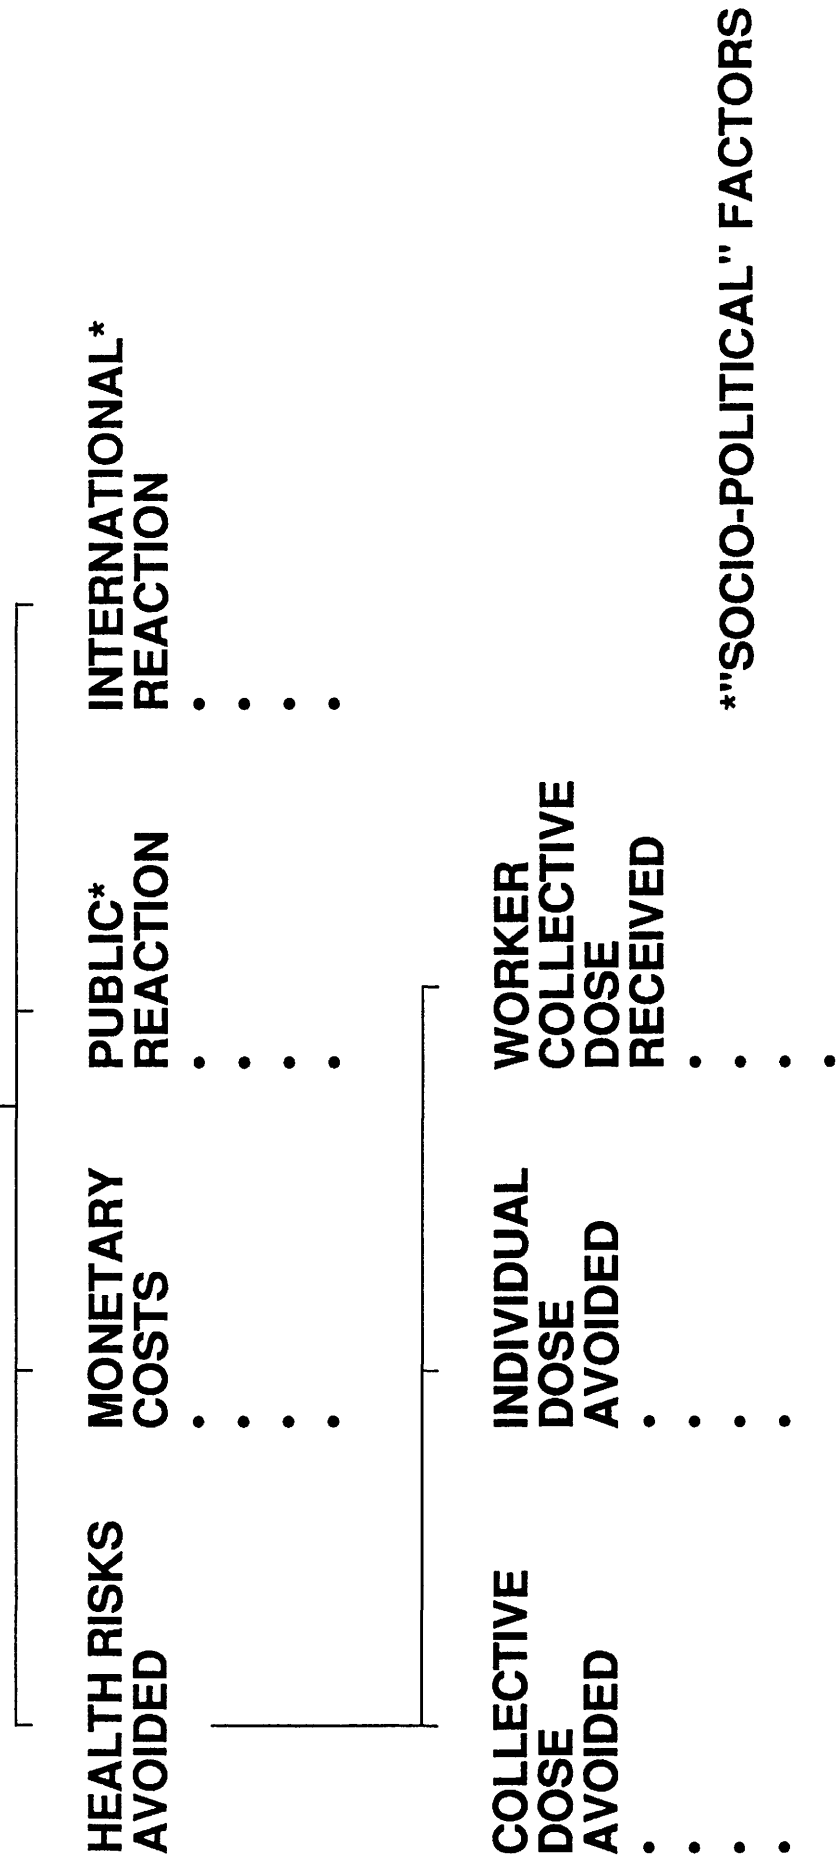 HEALTH RISKS
AVOIDED
MONETARY
COSTS
PUBLIC*
REACTION
INTERNATIONAL*
REACTION
COLLECTIVE
DOSE
AVOIDED
INDIVIDUAL
DOSE
AVOIDED
WORKER
COLLECTIVE
DOSE
RECEIVED
*"SOCIO-POLITICAL" FACTORS